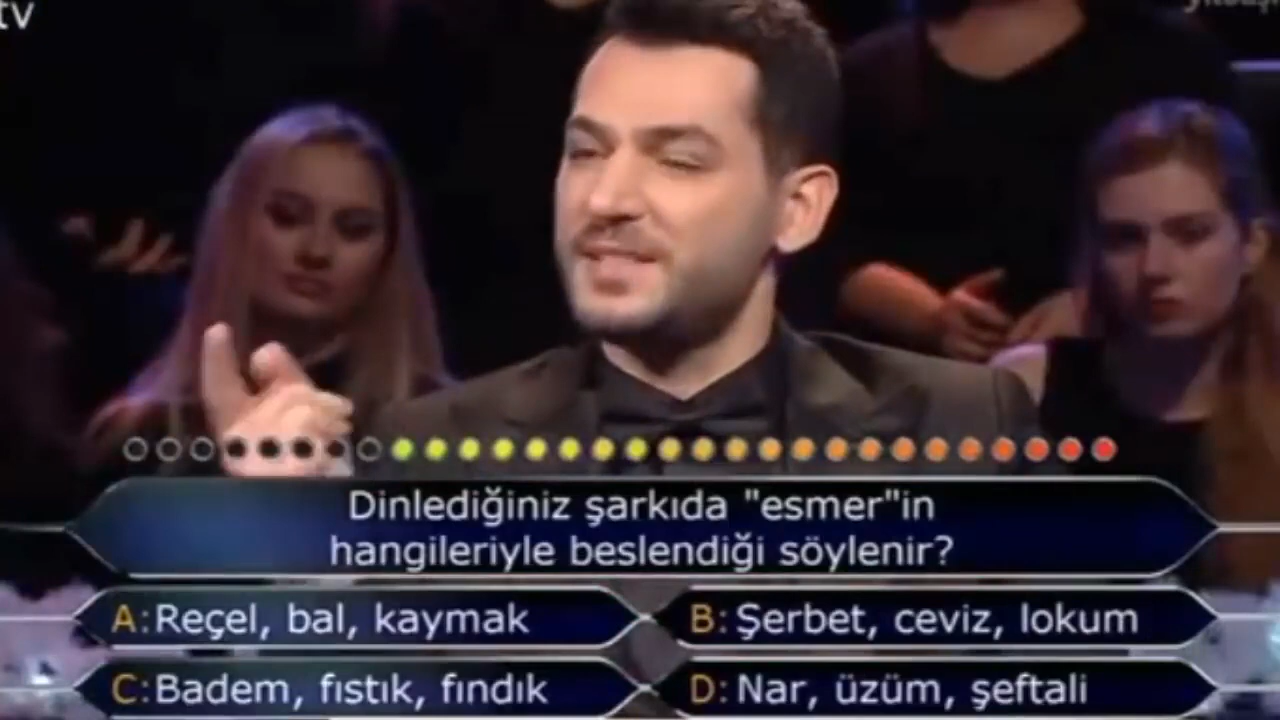 tv
Dinlediğiniz şarkıda "esmer"in
hangileriyle beslendiği söylenir?
A: Reçel, bal, kaymak
B: Şerbet, ceviz, lokum
C: Badem, fıstık, fındık
D: Nar, üzüm, şeftali